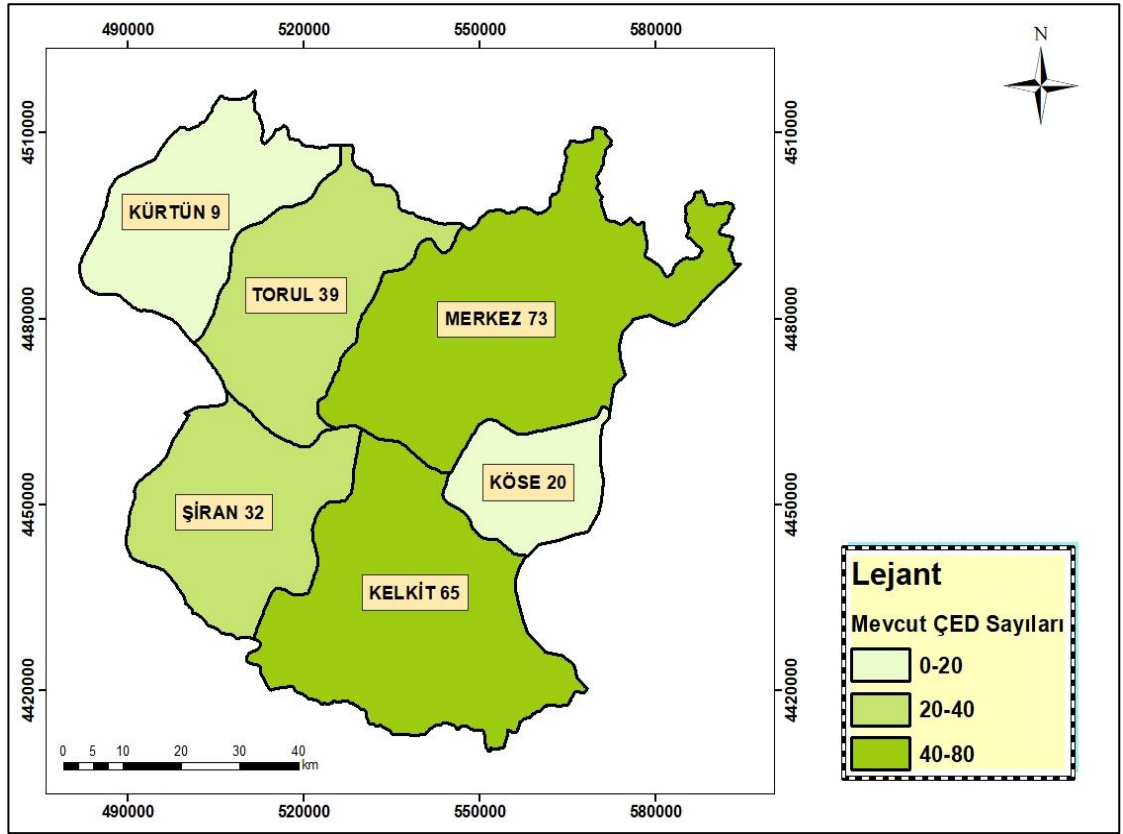 490000 520000 550000 580000
N
4510000 4510000
KÜRTÜN 9
TORUL 39
MERKEZ 73
4480000 4480000
KÖSE 20
ŞİRAN 32
4450000 4450000
KELKİT 65
Lejant
Mevcut ÇED Sayıları
0-20
20-40
40-80
4420000 4420000
0 5 10 20 30 40
km
490000 520000 550000 580000